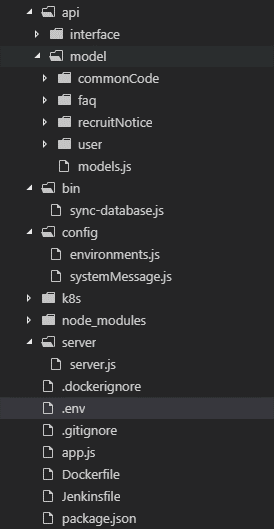 api
interface
model
commonCode
faq
recruitNotice
user
models.js
bin
sync-database.js
config
environments.js
systemMessage.js
k8s
node_modules
server
server.js
.dockerignore
.env
.gitignore
app.js
Dockerfile
Jenkinsfile
package.json